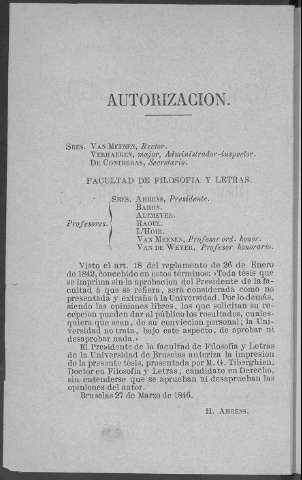 AUTORIZACION.
SRES. VAN MEENEN, Rector.
VERHAEGEN, mayor, Administrador-inspector.
DE CONTRERAS, Secretario.
FACULTAD DE FILOSOFIA Y LETRAS.
SRES. AHRENS, Presidente.
BARON.
ALTMEYER.
Profesores. RAOUL.
L'HOIR.
VAN MEENEN, Profesor ord. honor.
VAN DE WEYER, Profesor honorario.
Visto el art. 18 del reglamento de 26 de Enero
de 1842, concebido en estos términos: «Toda tésis que
se imprima sin la aprobacion del Presidente de la fa-
cultad á que se refiera, será considerada como no
presentada y extraña á la Universidad. Por lo demás,
siendo las opiniones libres, los que solicitan su re-
cepcion pueden dar al público los resultados, cuales-
quiera que sean, de su conviccion personal; la Uni-
versidad no trata, bajo este aspecto, de aprobar ni
desaprobar nada.»
El Presidente de la facultad de Filosofía y Letras
de la Universidad de Bruselas autoriza la impresion
de la presente tésis, presentada por M. G. Tiberghien,
Doctor en Filosofía y Letras, candidato en Derecho,
sin entenderse que se aprueban ni desaprueban las
opiniones del autor.
Bruselas 27 de Marzo de 1846.
H. AHRENS.